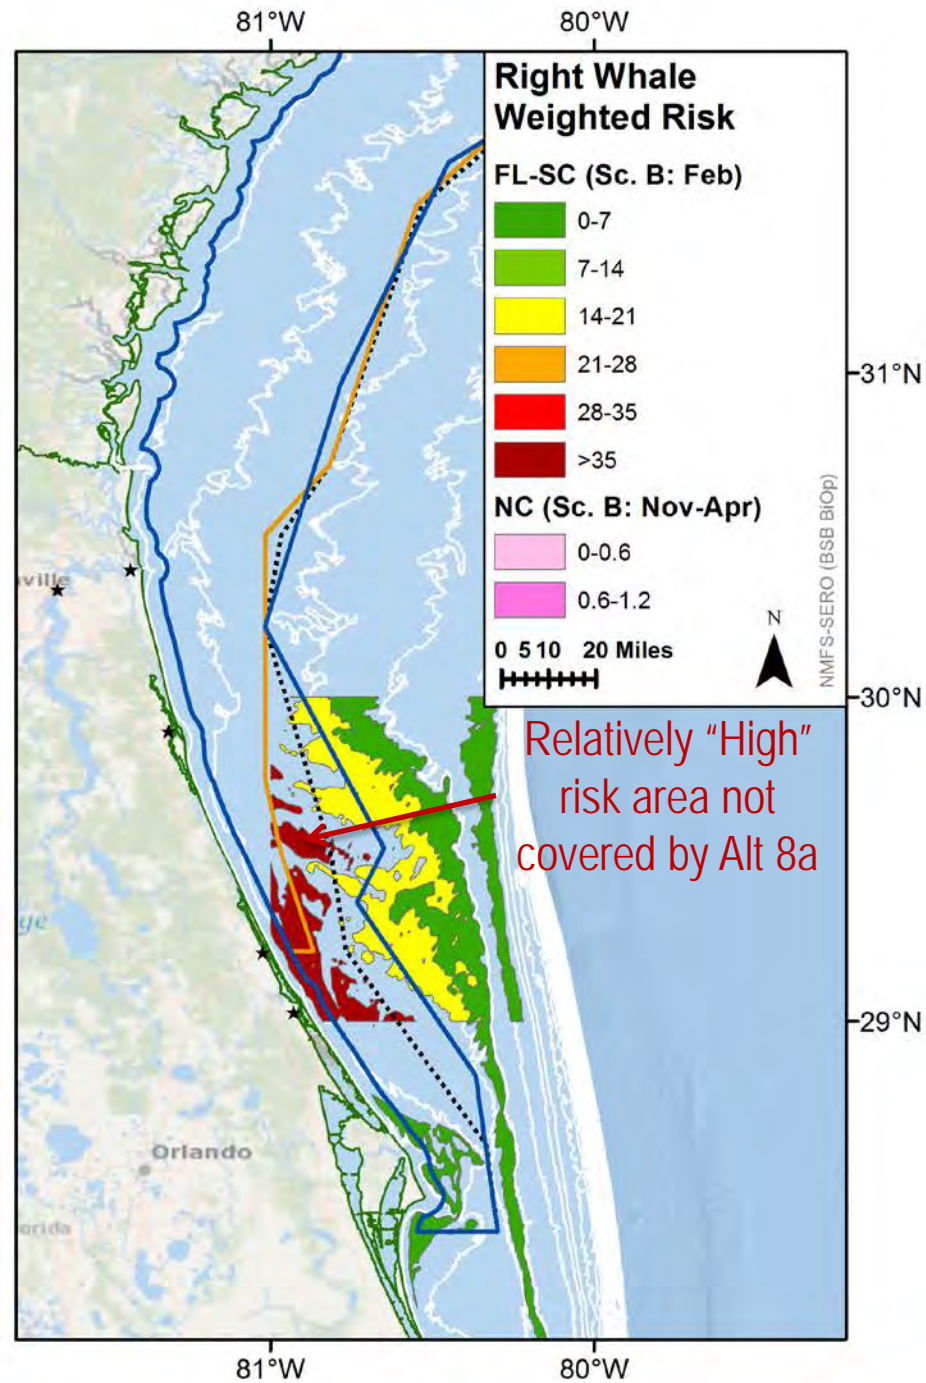 81°W
80°W
Right Whale
Weighted Risk
FL-SC (Sc. B: Feb)
0-7
7-14
14-21
21-28
28-35
>35
NC (Sc. B: Nov-Apr)
0-0.6
0.6-1.2
N
0 5 10 20 Miles
NMFS-SERO (BSB BiOp)
31°N
ville
30°N
Relatively “High”
risk area not
covered by Alt 8a
ge
29°N
Orlando
orida
81°W
80°W